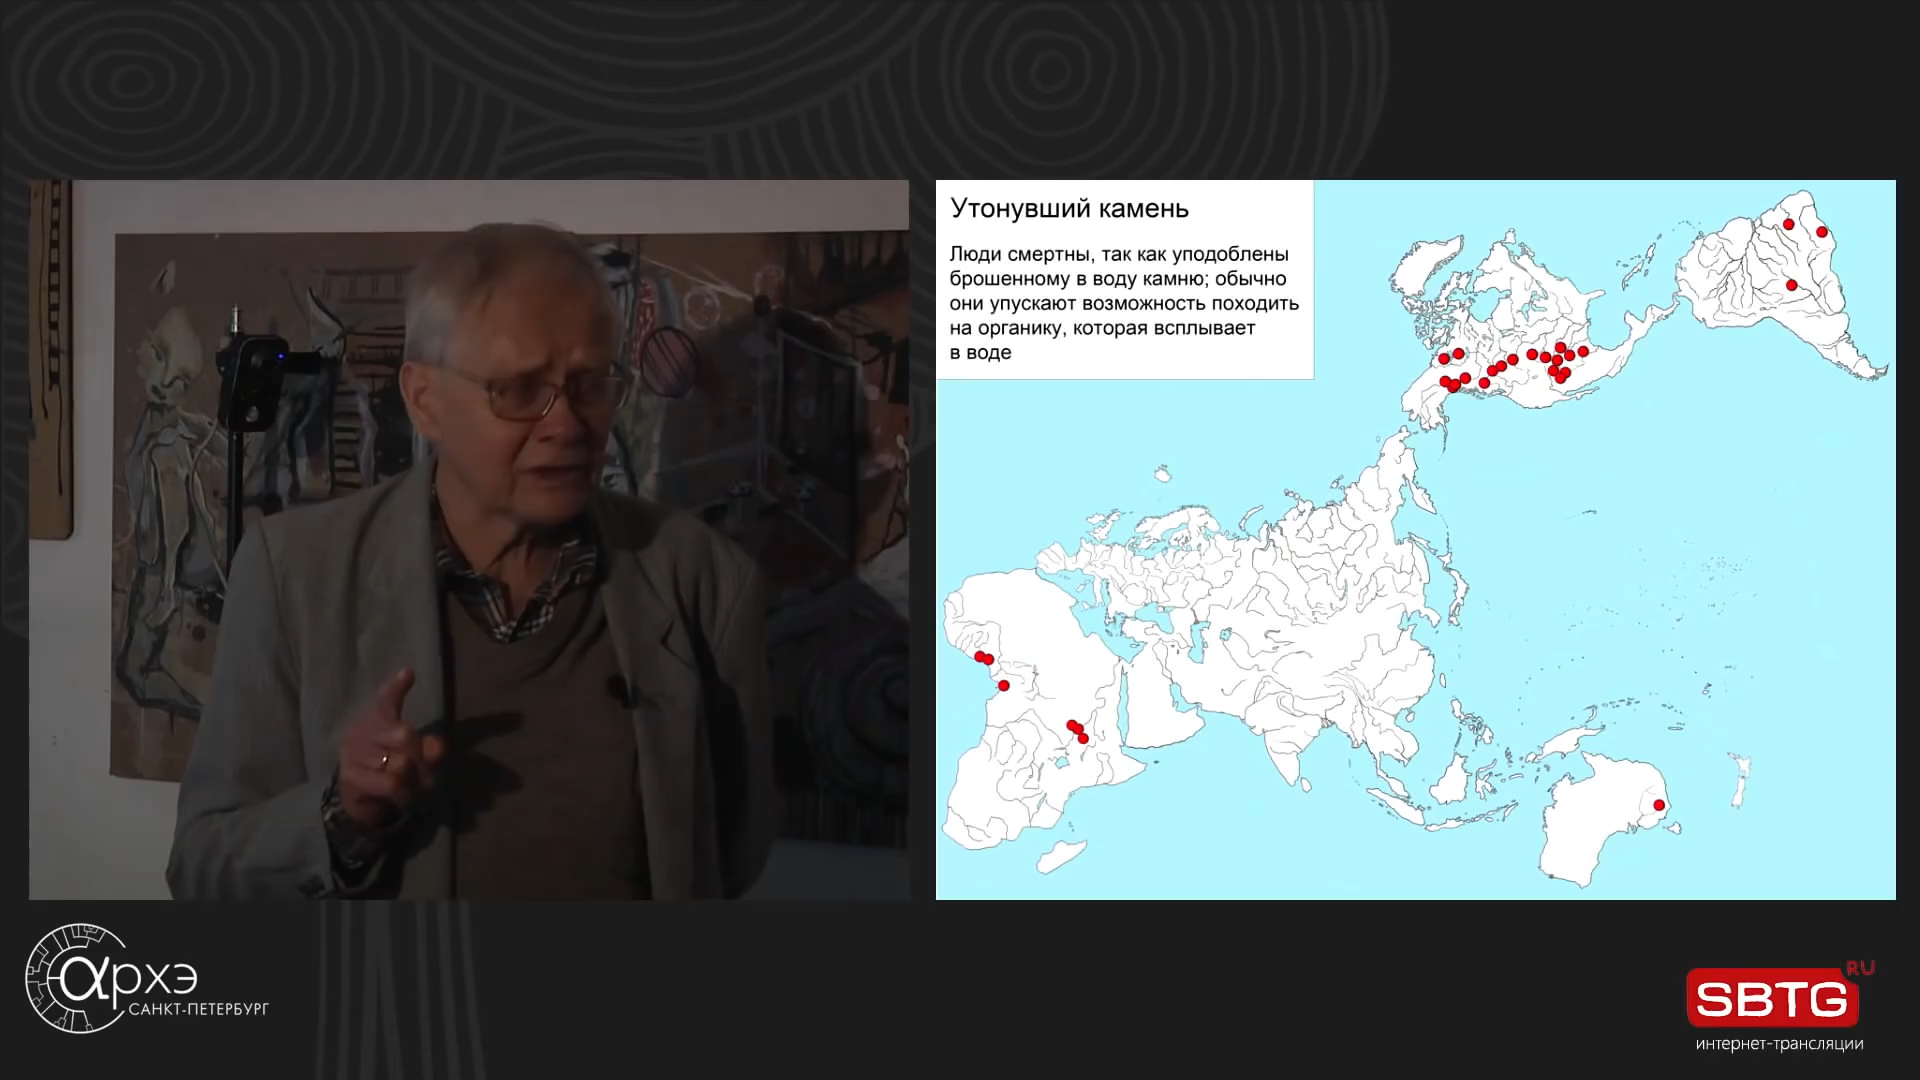 Утонувший камень
Люди смертны, так как уподоблены
брошенному в воду камню; обычно
они упускают возможность походить
на органику, которая всплывает
в воде
αрхэ
САНКТ-ПЕТЕРБУРГ
RU
SBTG
интернет-трансляции